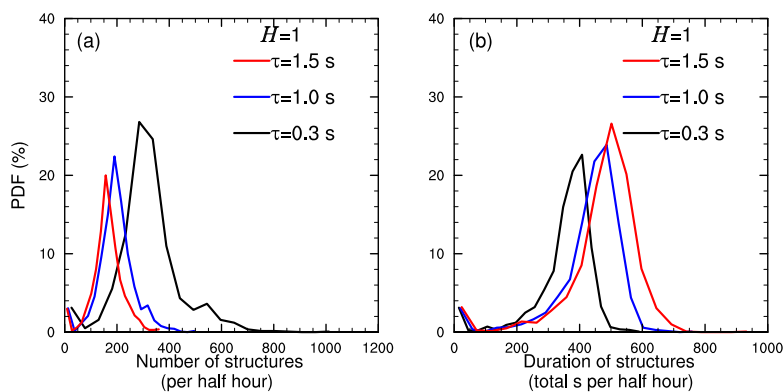 (a)
H=1
τ=1.5 s
τ=1.0 s
τ=0.3 s
PDF (%)
40
30
20
10
0
0 200 400 600 800 1000 1200
Number of structures
(per half hour)
(b)
H=1
τ=1.5 s
τ=1.0 s
τ=0.3 s
40
30
20
10
0
0 200 400 600 800 1000
Duration of structures
(total s per half hour)